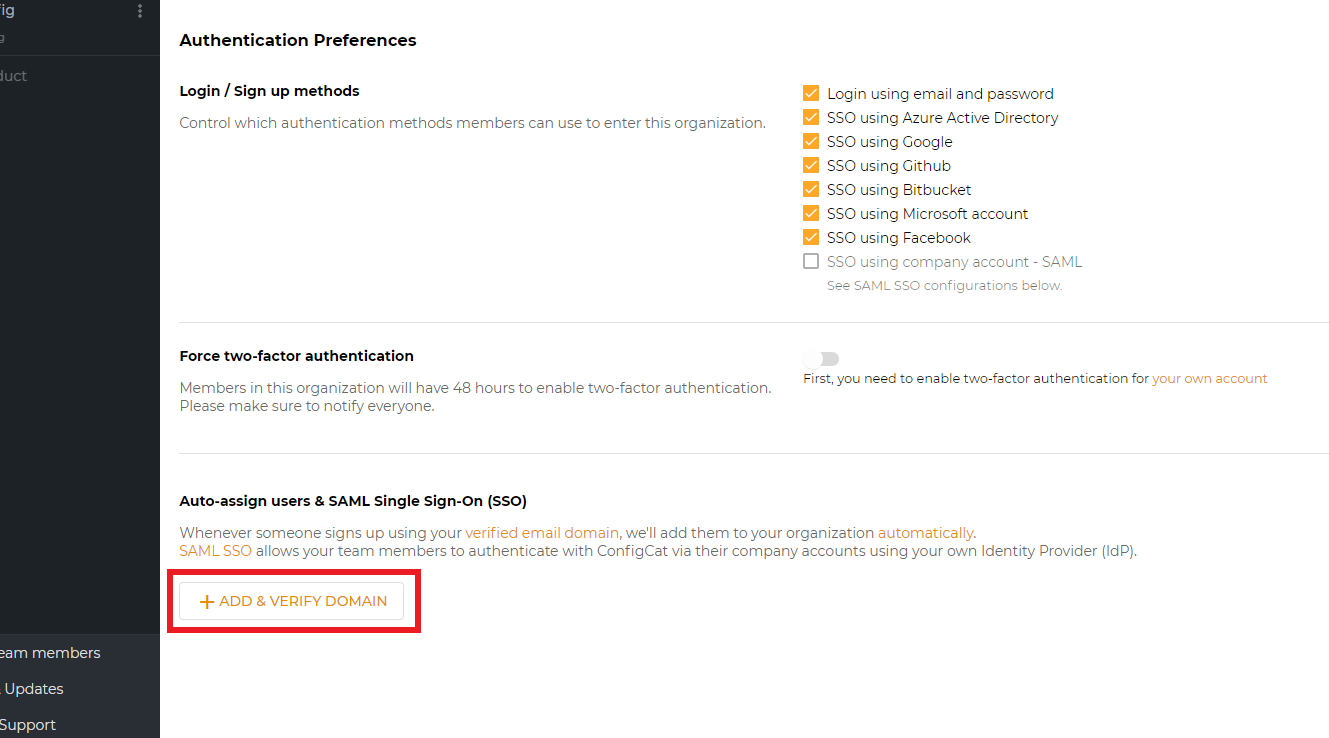 Authentication Preferences
Login / Sign up methods
Control which authentication methods members can use to enter this organization.
Login using email and password
SSO using Azure Active Directory
SSO using Google
SSO using Github
SSO using Bitbucket
SSO using Microsoft account
SSO using Facebook
SSO using company account - SAML
See SAML SSO configurations below.
Force two-factor authentication
Members in this organization will have 48 hours to enable two-factor authentication.
Please make sure to notify everyone.
First, you need to enable two-factor authentication for your own account
Auto-assign users & SAML Single Sign-On (SSO)
Whenever someone signs up using your verified email domain, we'll add them to your organization automatically.
SAML SSO allows your team members to authenticate with ConfigCat via their company accounts using your own Identity Provider (IdP).
+ ADD & VERIFY DOMAIN
members
Updates
Support